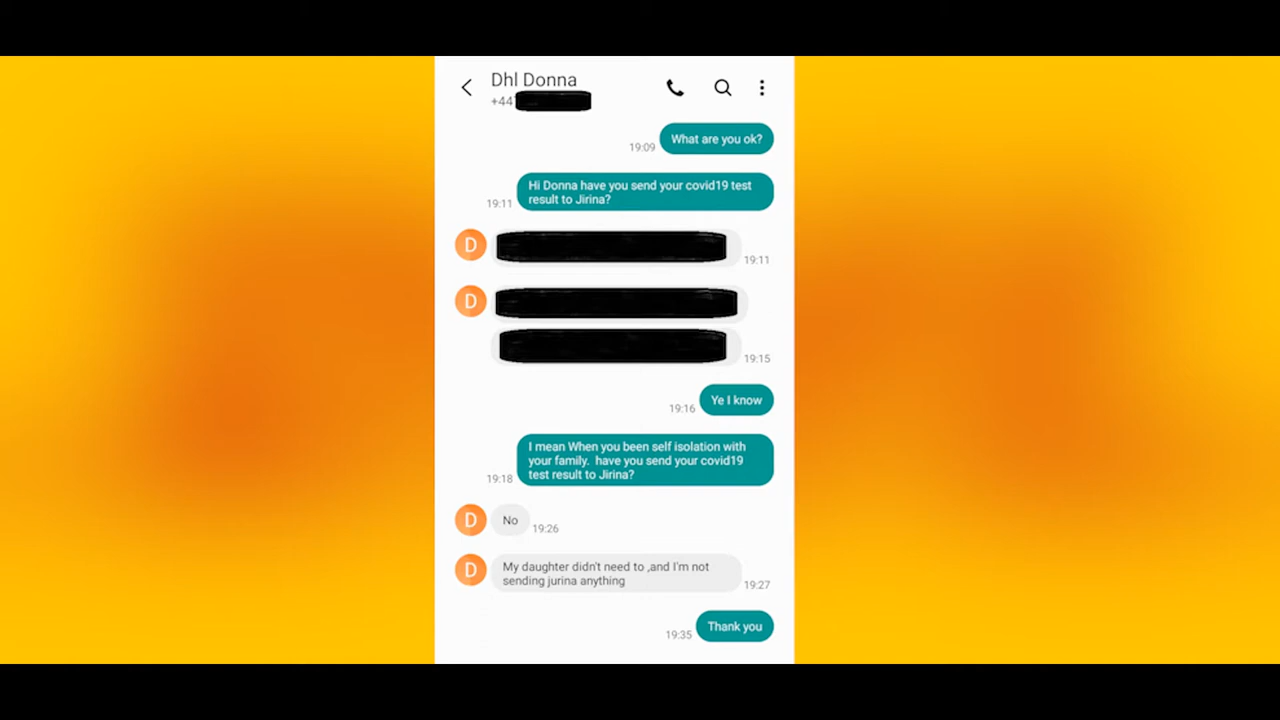 Dhl Donna
+44
What are you ok?
19:09
Hi Donna have you send your covid19 test
result to Jirina?
19:11
D
19:11
D
19:15
Ye I know
19:16
I mean When you been self isolation with
your family.  have you send your covid19
test result to Jirina?
19:18
D
No
19:26
D
My daughter didn't need to ,and I'm not
sending jurina anything
19:27
Thank you
19:35